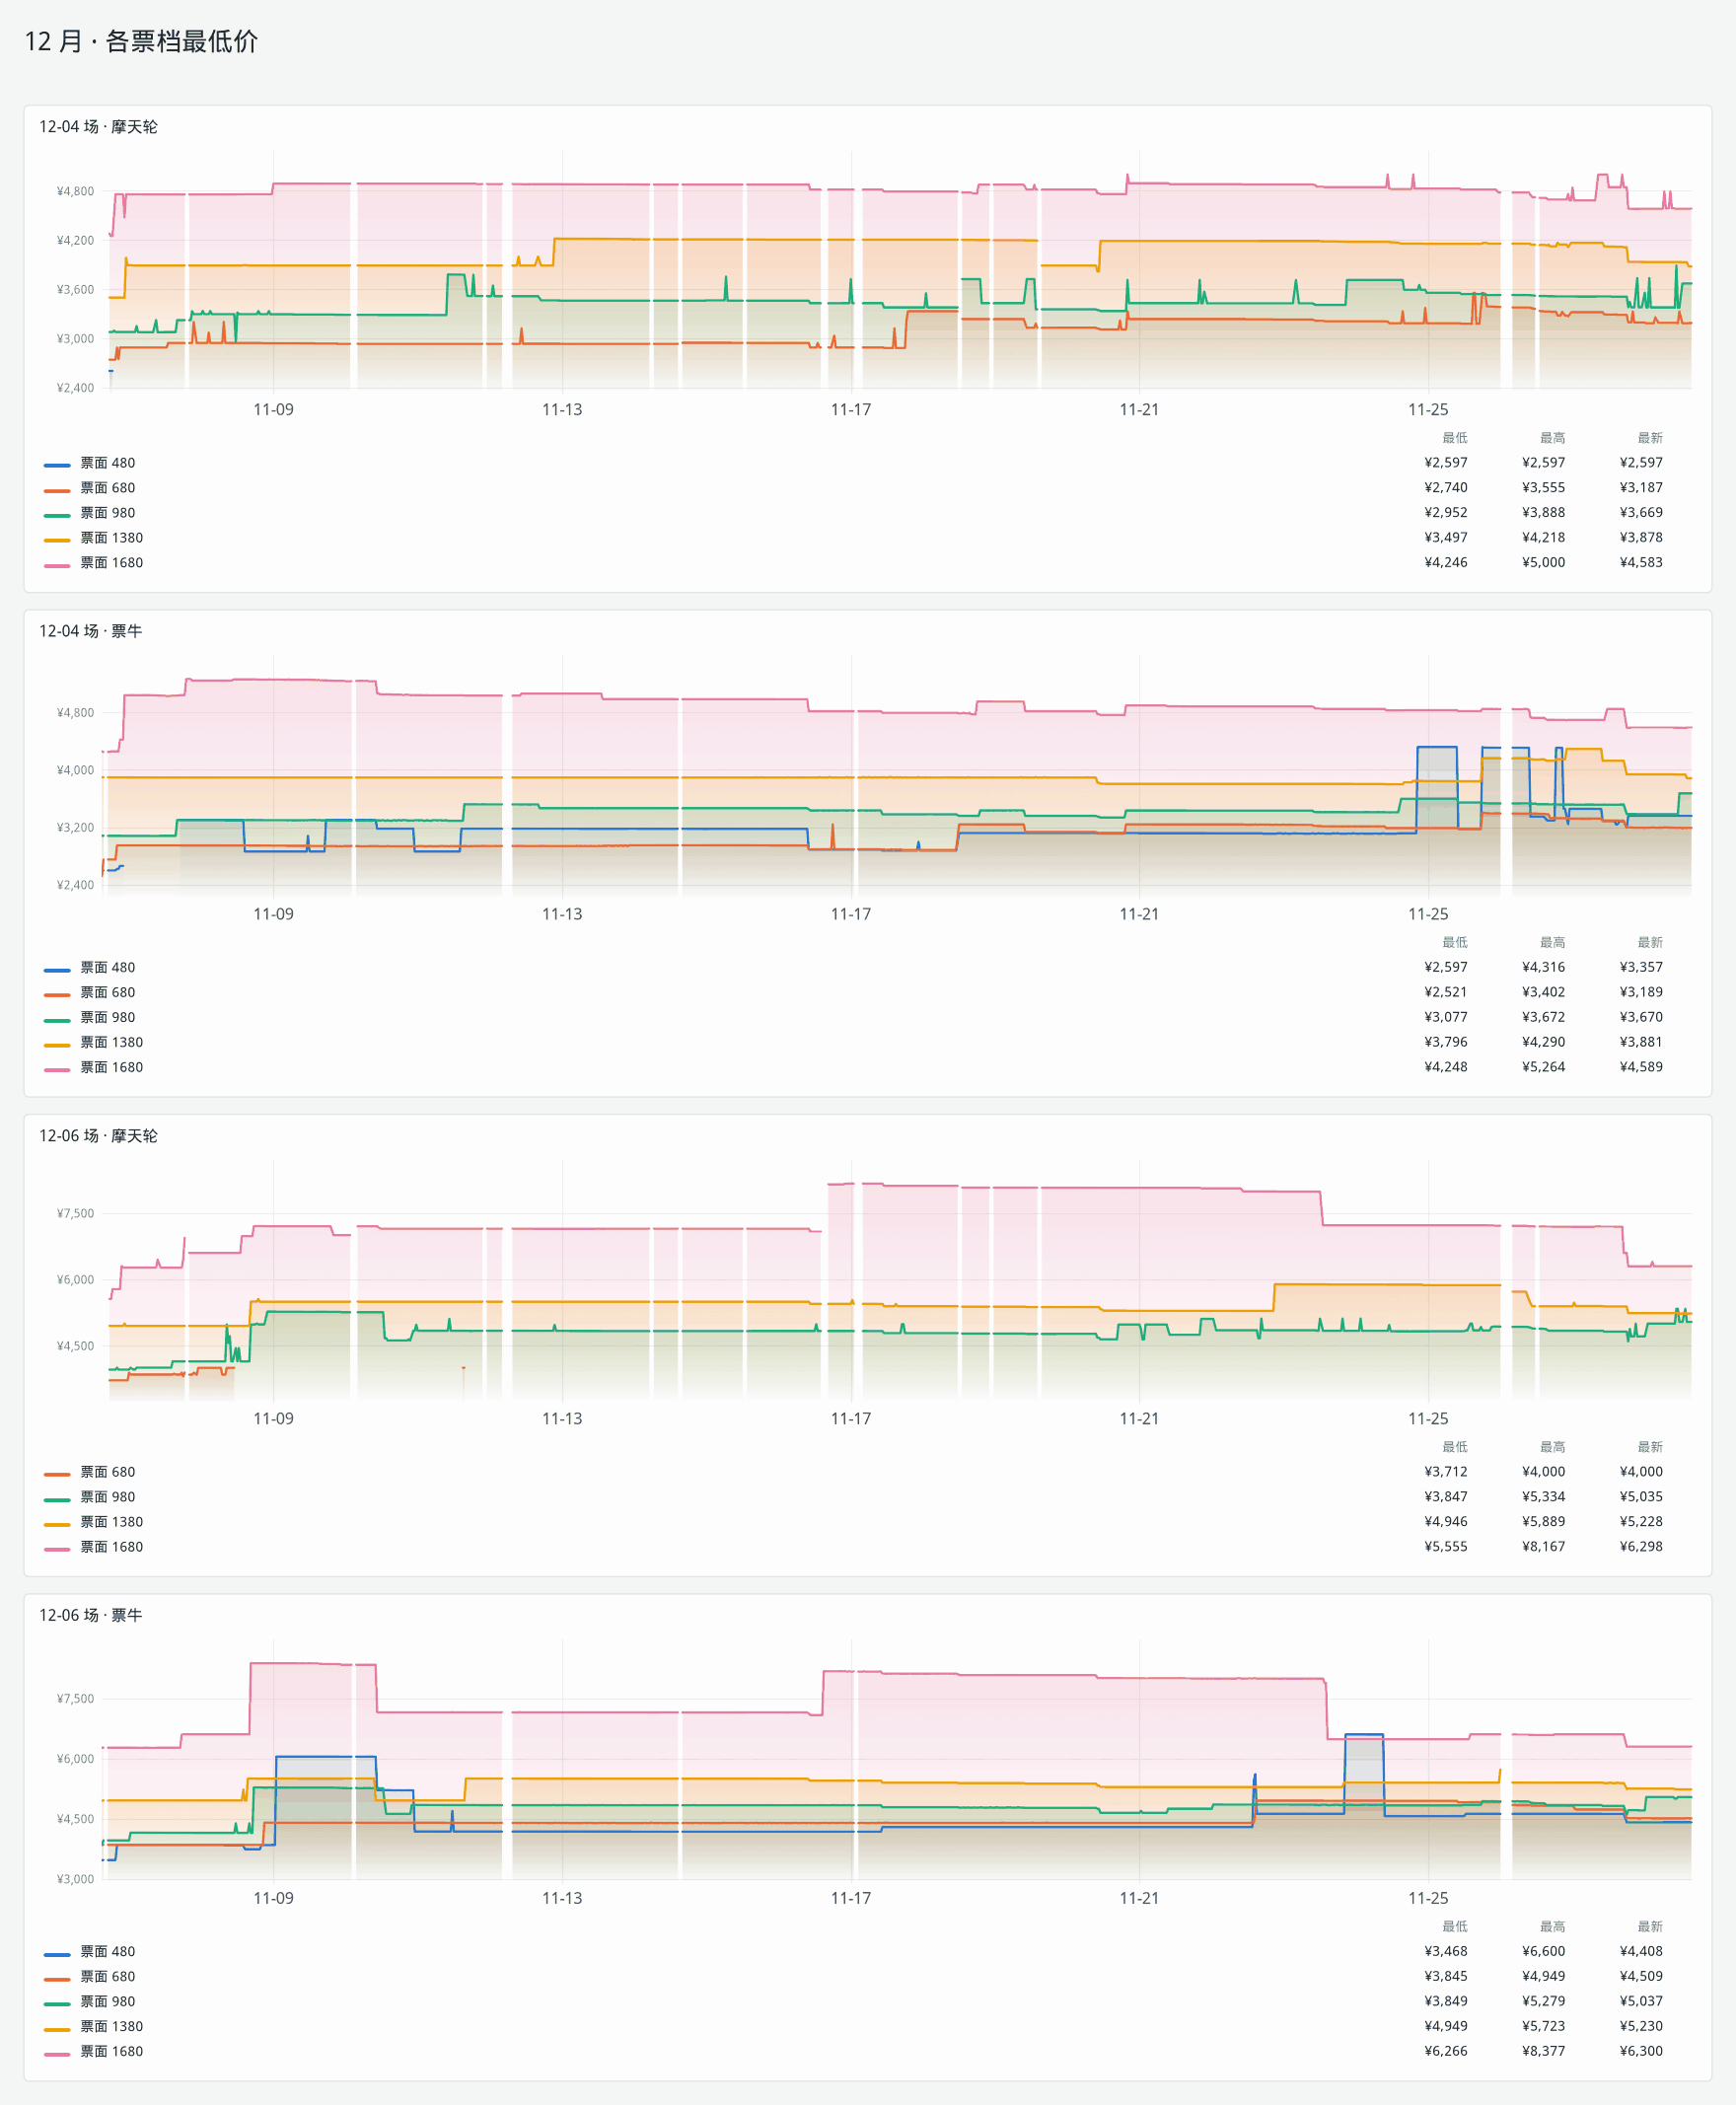 12 月 · 各票档最低价
12-04 场 · 摩天轮
¥4,800
¥4,200
¥3,600
¥3,000
¥2,400
11-09 11-13 11-17 11-21 11-25
最低 最高 最新
票面 480 ¥2,597 ¥2,597 ¥2,597
票面 680 ¥2,740 ¥3,555 ¥3,187
票面 980 ¥2,952 ¥3,888 ¥3,669
票面 1380 ¥3,497 ¥4,218 ¥3,878
票面 1680 ¥4,246 ¥5,000 ¥4,583
12-04 场 · 票牛
¥4,800
¥4,000
¥3,200
¥2,400
11-09 11-13 11-17 11-21 11-25
最低 最高 最新
票面 480 ¥2,597 ¥4,316 ¥3,357
票面 680 ¥2,521 ¥3,402 ¥3,189
票面 980 ¥3,077 ¥3,672 ¥3,670
票面 1380 ¥3,796 ¥4,290 ¥3,881
票面 1680 ¥4,248 ¥5,264 ¥4,589
12-06 场 · 摩天轮
¥7,500
¥6,000
¥4,500
11-09 11-13 11-17 11-21 11-25
最低 最高 最新
票面 680 ¥3,712 ¥4,000 ¥4,000
票面 980 ¥3,847 ¥5,334 ¥5,035
票面 1380 ¥4,946 ¥5,889 ¥5,228
票面 1680 ¥5,555 ¥8,167 ¥6,298
12-06 场 · 票牛
¥7,500
¥6,000
¥4,500
¥3,000
11-09 11-13 11-17 11-21 11-25
最低 最高 最新
票面 480 ¥3,468 ¥6,600 ¥4,408
票面 680 ¥3,845 ¥4,949 ¥4,509
票面 980 ¥3,849 ¥5,279 ¥5,037
票面 1380 ¥4,949 ¥5,723 ¥5,230
票面 1680 ¥6,266 ¥8,377 ¥6,300